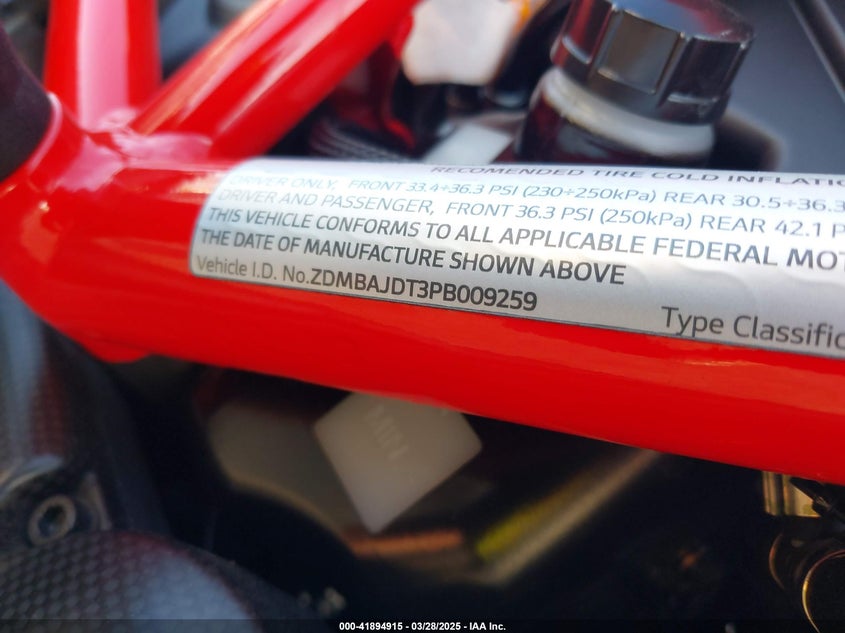 RECOMENDED TIRE COLD INFLATIO
DRIVER ONLY, FRONT 33.4÷36.3 PSI (230÷250kPa) REAR 30.5÷36.3
DRIVER AND PASSENGER, FRONT 36.3 PSI (250kPa) REAR 42.1 P
THIS VEHICLE CONFORMS TO ALL APPLICABLE FEDERAL MOT
THE DATE OF MANUFACTURE SHOWN ABOVE
Vehicle I.D. No.ZDMBAJDT3PB009259
Type Classific
MIN
000-41894915 - 03/28/2025 - IAA Inc.